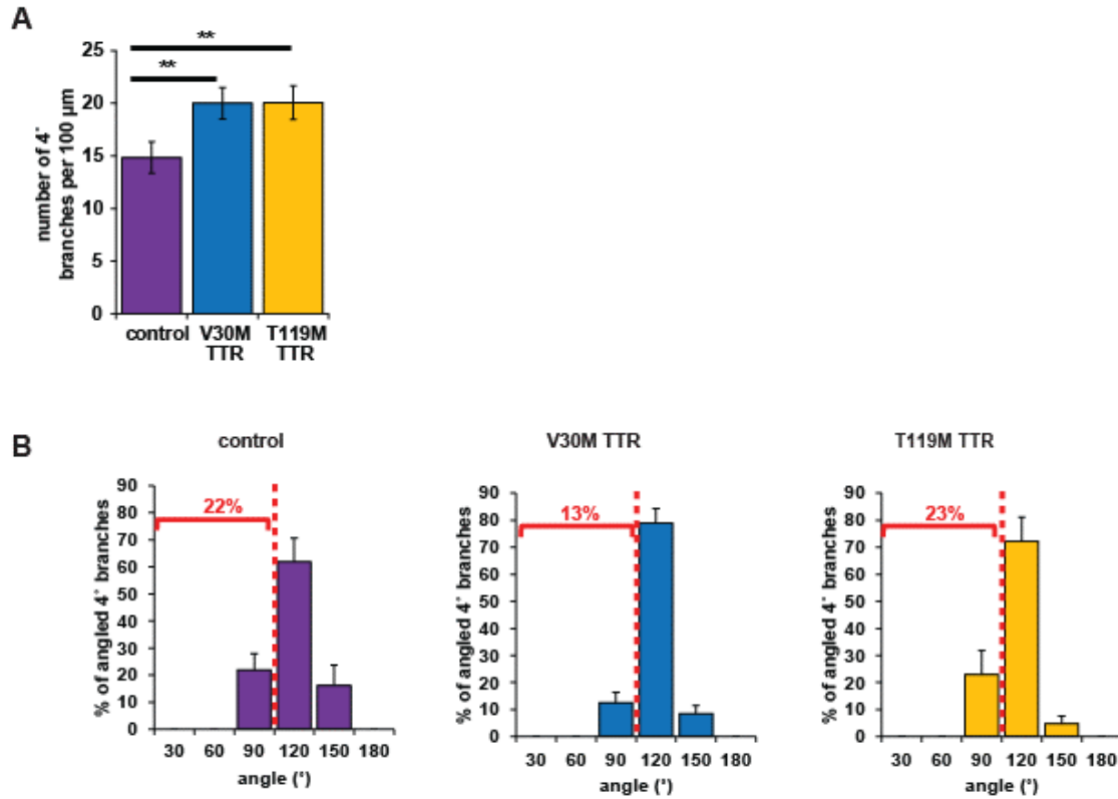 A
**
**
25
20
15
10
5
0
number of 4°
branches per 100 µm
control V30M T119M
TTR TTR
B
control
90
80
70
60
50
40
30
20
10
0
% of angled 4° branches
22%
30 60 90 120 150 180
angle (°)
V30M TTR
90
80
70
60
50
40
30
20
10
0
% of angled 4° branches
13%
30 60 90 120 150 180
angle (°)
T119M TTR
90
80
70
60
50
40
30
20
10
0
% of angled 4° branches
23%
30 60 90 120 150 180
angle (°)